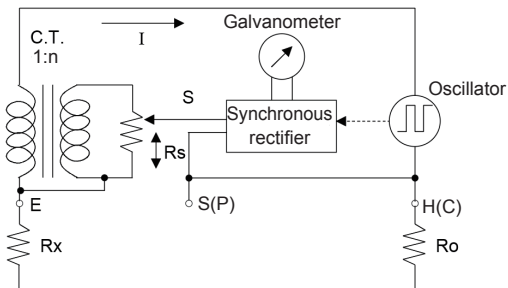 Galvanometer
C.T.
1:n
I
Oscillator
S
Synchronous
rectifier
Rs
E
S(P)
H(C)
Rx
Ro